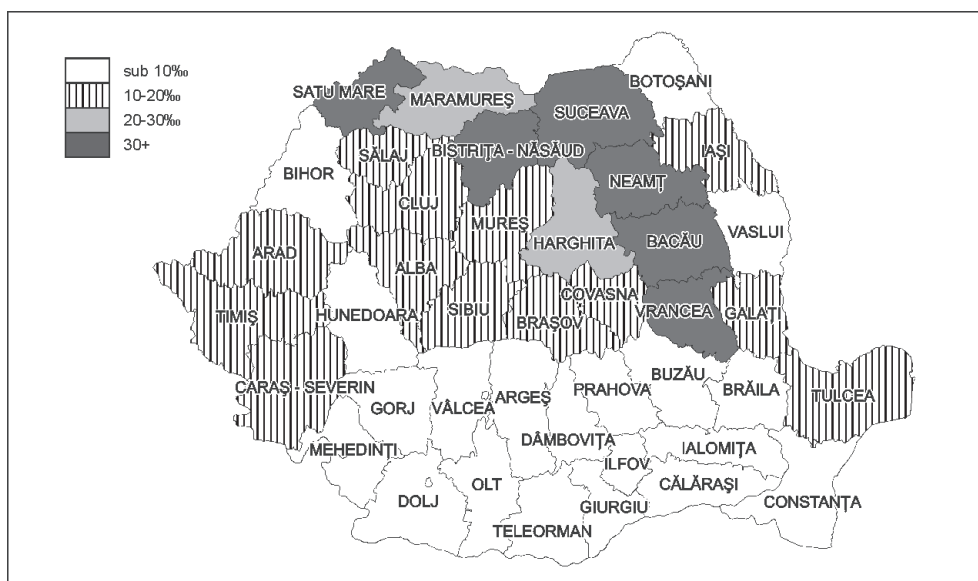 sub 10‰
10-20‰
20-30‰
30+
BOTOŞANI
SATU MARE
MARAMUREŞ
SUCEAVA
IAŞI
BISTRIŢA - NĂSĂUD
SĂLAJ
BIHOR
NEAMŢ
CLUJ
MUREŞ
VASLUI
HARGHITA
BACĂU
ARAD
ALBA
COVASNA
TIMIŞ
HUNEDOARA
SIBIU
BRAŞOV
VRANCEA
GALAŢI
CARAŞ - SEVERIN
BUZĂU
GORJ
VÂLCEA
ARGEŞ
PRAHOVA
BRĂILA
TULCEA
MEHEDINŢI
DÂMBOVIŢA
IALOMIŢA
ILFOV
DOLJ
OLT
CĂLĂRAŞI
GIURGIU
CONSTANŢA
TELEORMAN